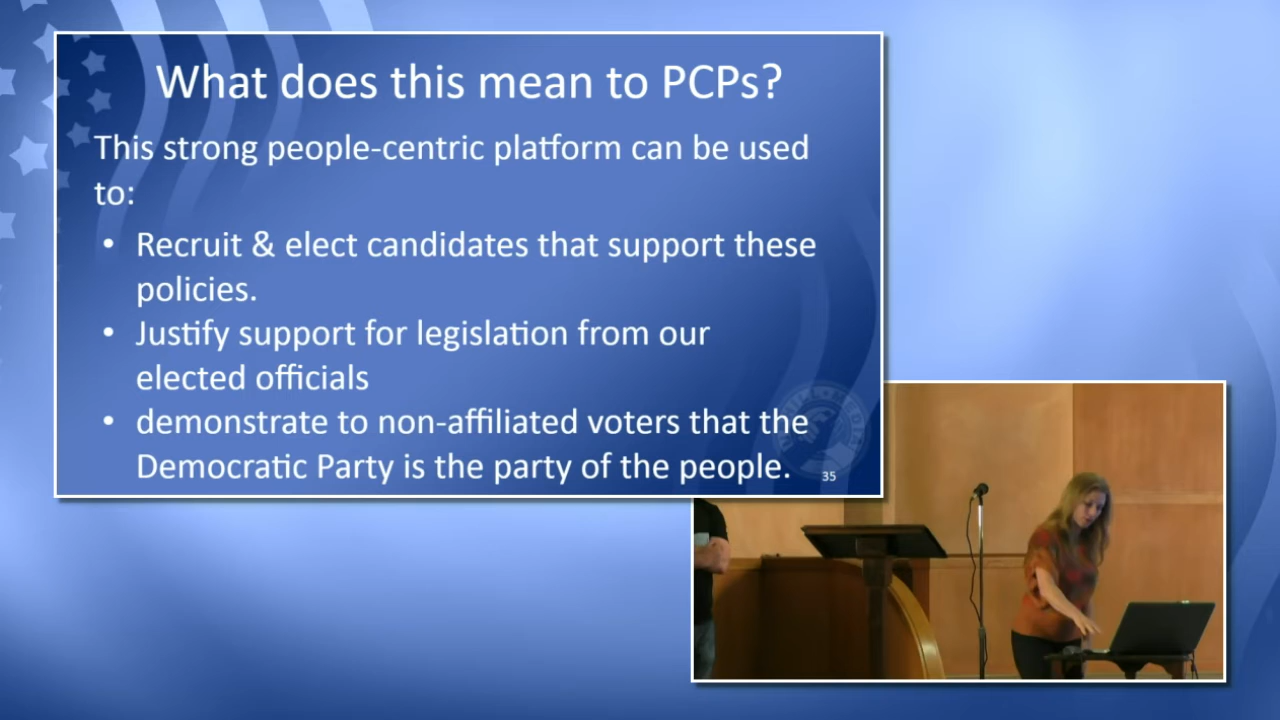 What does this mean to PCPs?
This strong people-centric platform can be used
to:
• Recruit & elect candidates that support these
policies.
• Justify support for legislation from our
elected officials
• demonstrate to non-affiliated voters that the
Democratic Party is the party of the people.
35